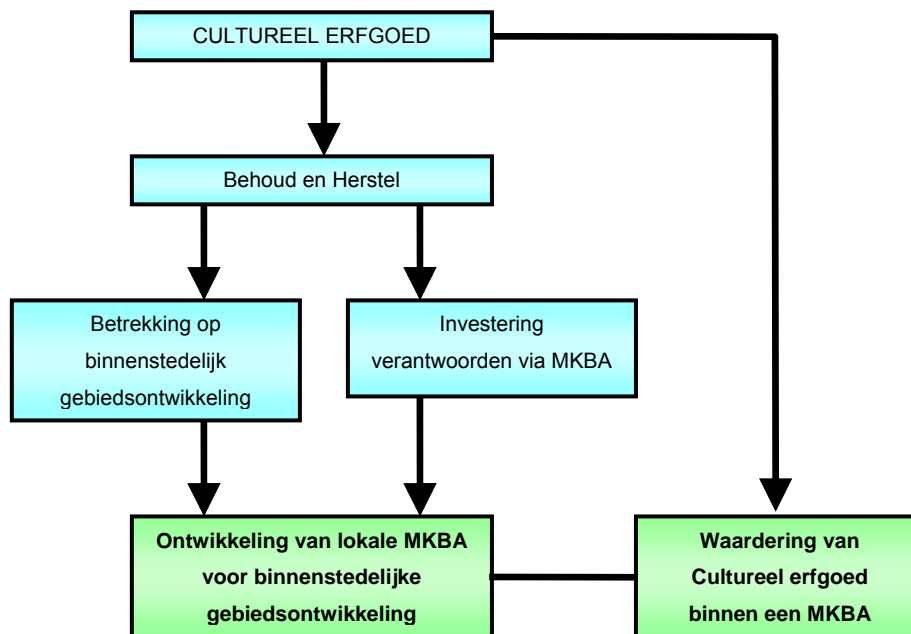 CULTUREEL ERFGOED
Behoud en Herstel
Betrekking op
binnenstedelijk
gebiedsontwikkeling
Investering
verantwoorden via MKBA
Ontwikkeling van lokale MKBA
voor binnenstedelijke
gebiedsontwikkeling
Waardering van
Cultureel erfgoed
binnen een MKBA